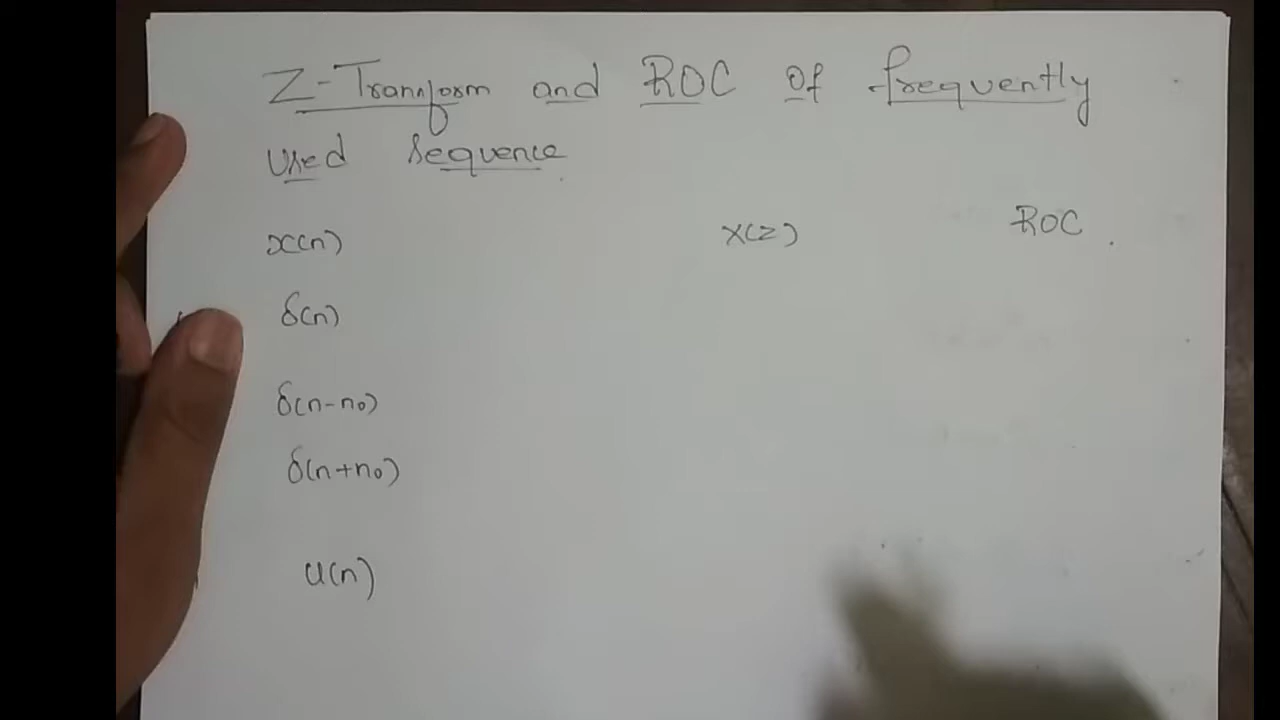 Z-Transform and ROC of frequently
used sequence
x(n) X(z) ROC
δ(n)
δ(n-n0)
δ(n+n0)
u(n)